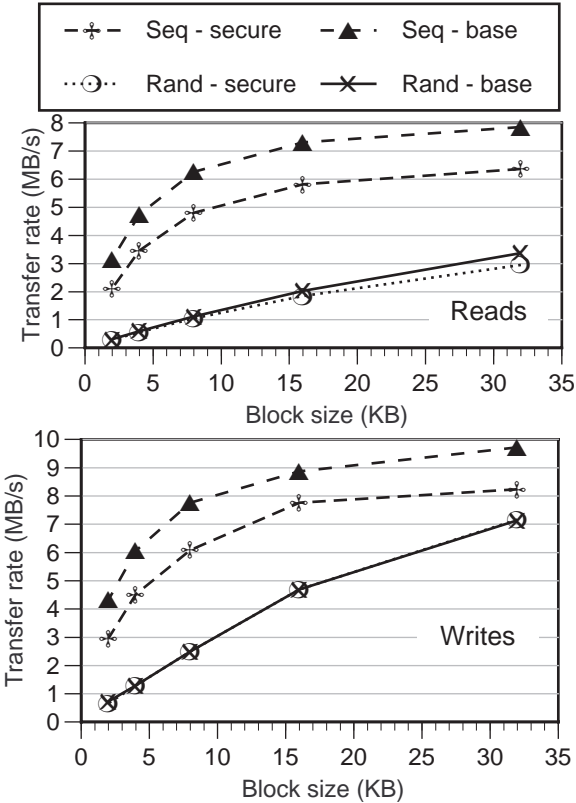 Seq - secure Seq - base
Rand - secure Rand - base
8
7
6
5
4
3
2
1
0
Transfer rate (MB/s)
Reads
0 5 10 15 20 25 30 35
Block size (KB)
10
9
8
7
6
5
4
3
2
1
0
Transfer rate (MB/s)
Writes
0 5 10 15 20 25 30 35
Block size (KB)